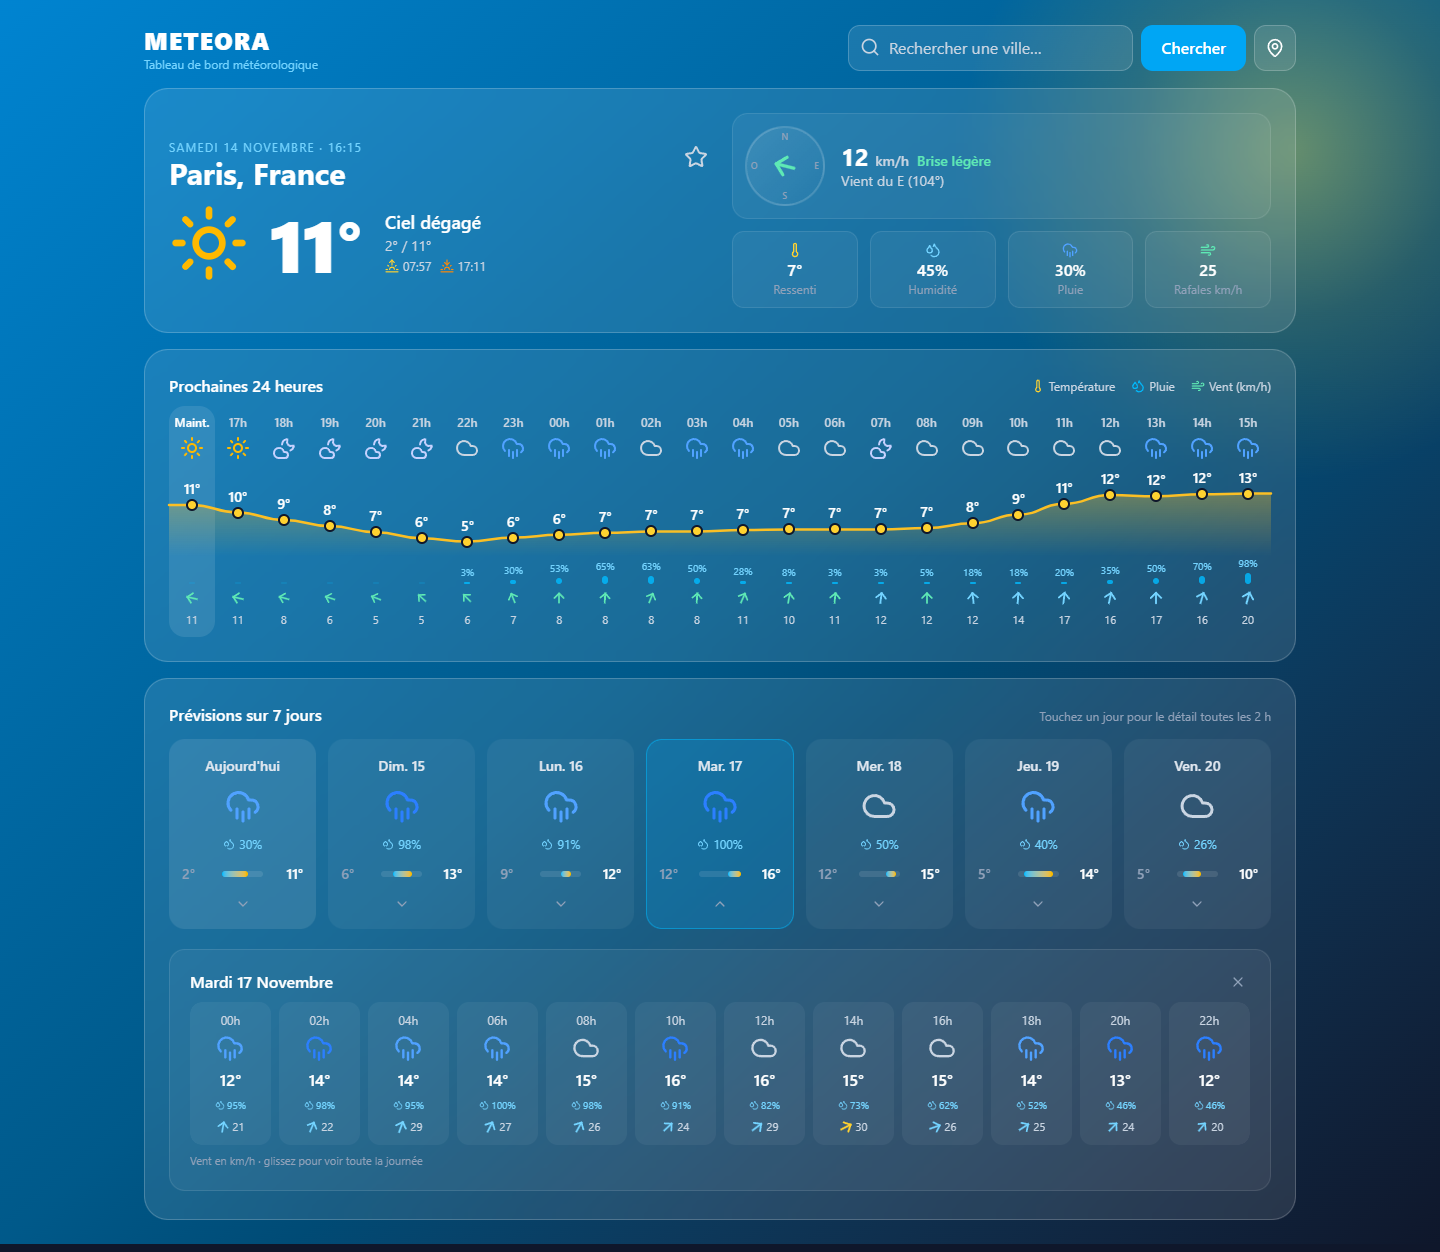 METEORA
Tableau de bord météorologique
Rechercher une ville...
Chercher
SAMEDI 14 NOVEMBRE · 16:15
Paris, France
11°
Ciel dégagé
2° / 11°
07:57 17:11
N
O E
S
12 km/h Brise légère
Vient du E (104°)
7° 45% 30% 25
Ressenti Humidité Pluie Rafales km/h
Prochaines 24 heures
Température Pluie Vent (km/h)
Maint. 17h 18h 19h 20h 21h 22h 23h 00h 01h 02h 03h 04h 05h 06h 07h 08h 09h 10h 11h 12h 13h 14h 15h
11° 10° 9° 8° 7° 6° 5° 6° 6° 7° 7° 7° 7° 7° 7° 7° 7° 8° 9° 11° 12° 12° 12° 13°
3% 30% 53% 65% 63% 50% 28% 8% 3% 3% 5% 18% 18% 20% 35% 50% 70% 98%
11 11 8 6 5 5 6 7 8 8 8 8 11 10 11 12 12 12 14 17 16 17 16 20
Prévisions sur 7 jours
Touchez un jour pour le détail toutes les 2 h
Aujourd'hui Dim. 15 Lun. 16 Mar. 17 Mer. 18 Jeu. 19 Ven. 20
30% 98% 91% 100% 50% 40% 26%
2° 11° 6° 13° 9° 12° 12° 16° 12° 15° 5° 14° 5° 10°
Mardi 17 Novembre
00h 02h 04h 06h 08h 10h 12h 14h 16h 18h 20h 22h
12° 14° 14° 14° 15° 16° 16° 15° 15° 14° 13° 12°
95% 98% 95% 100% 98% 91% 82% 73% 62% 52% 46% 46%
21 22 29 27 26 24 29 30 26 25 24 20
Vent en km/h · glissez pour voir toute la journée